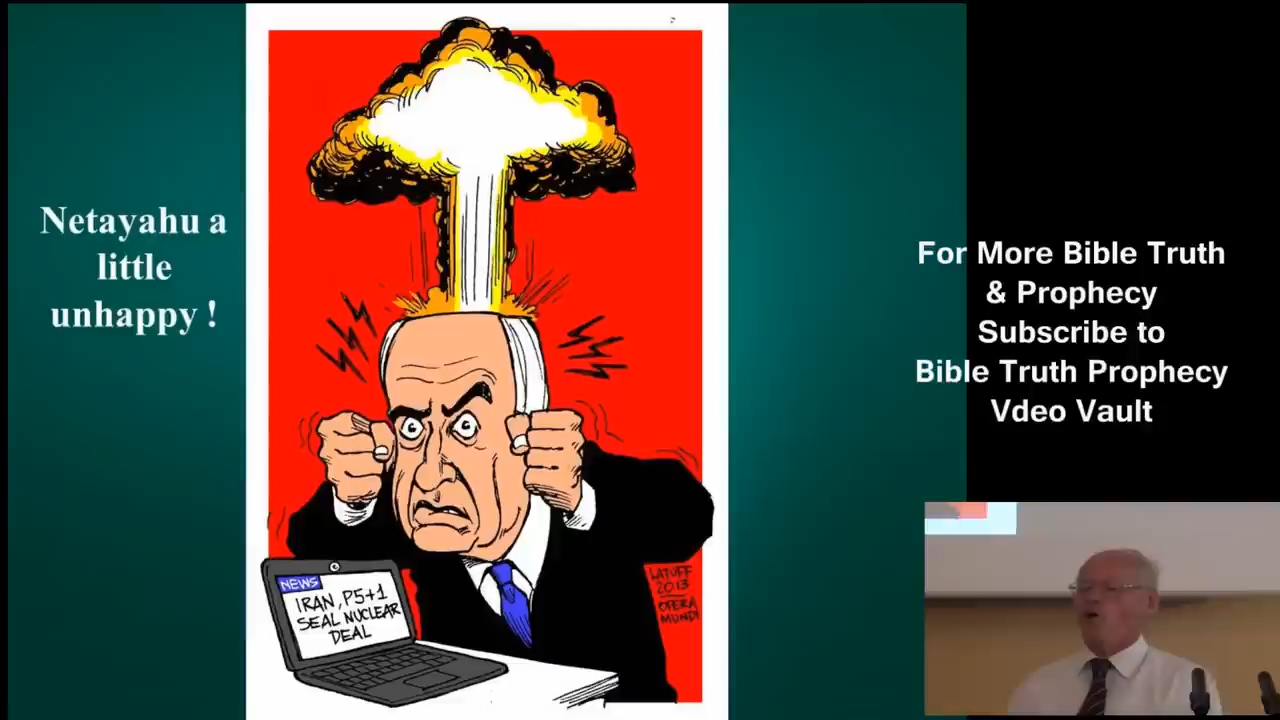 Netayahu a
little
unhappy !
NEWS
IRAN, P5+1
SEAL NUCLEAR
DEAL
LATUFF
2013
OPERA
MUNDI
For More Bible Truth
& Prophecy
Subscribe to
Bible Truth Prophecy
Vdeo Vault